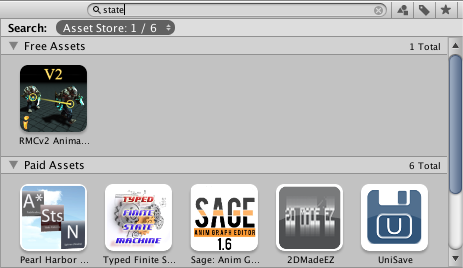 state
Search: Asset Store: 1 / 6
Free Assets 1 Total
V2
i
RMCv2 Anima...
Paid Assets 6 Total
A* Sts N
TYPED FINITE STATE MACHINE
SAGE ANIM GRAPH EDITOR 1.6
2D MADE EZ
U
Pearl Harbor ... Typed Finite S... Sage: Anim G... 2DMadeEZ UniSave